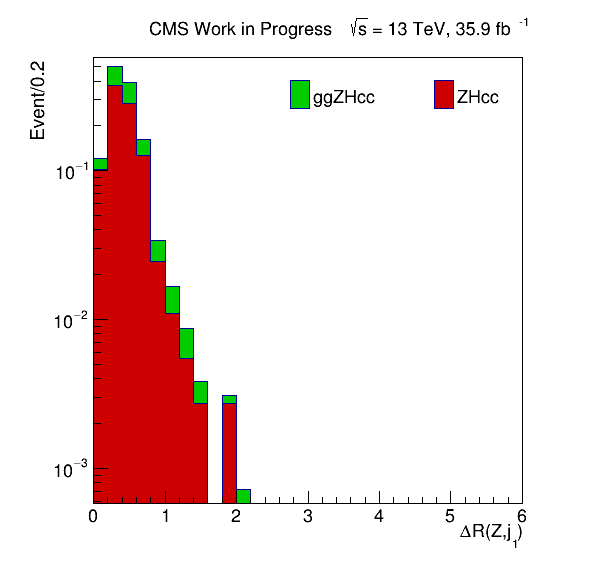 CMS Work in Progress √s = 13 TeV, 35.9 fb⁻¹
Event/0.2
ggZHcc ZHcc
10⁻¹
10⁻²
10⁻³
0 1 2 3 4 5 6
ΔR(Z,j₁)